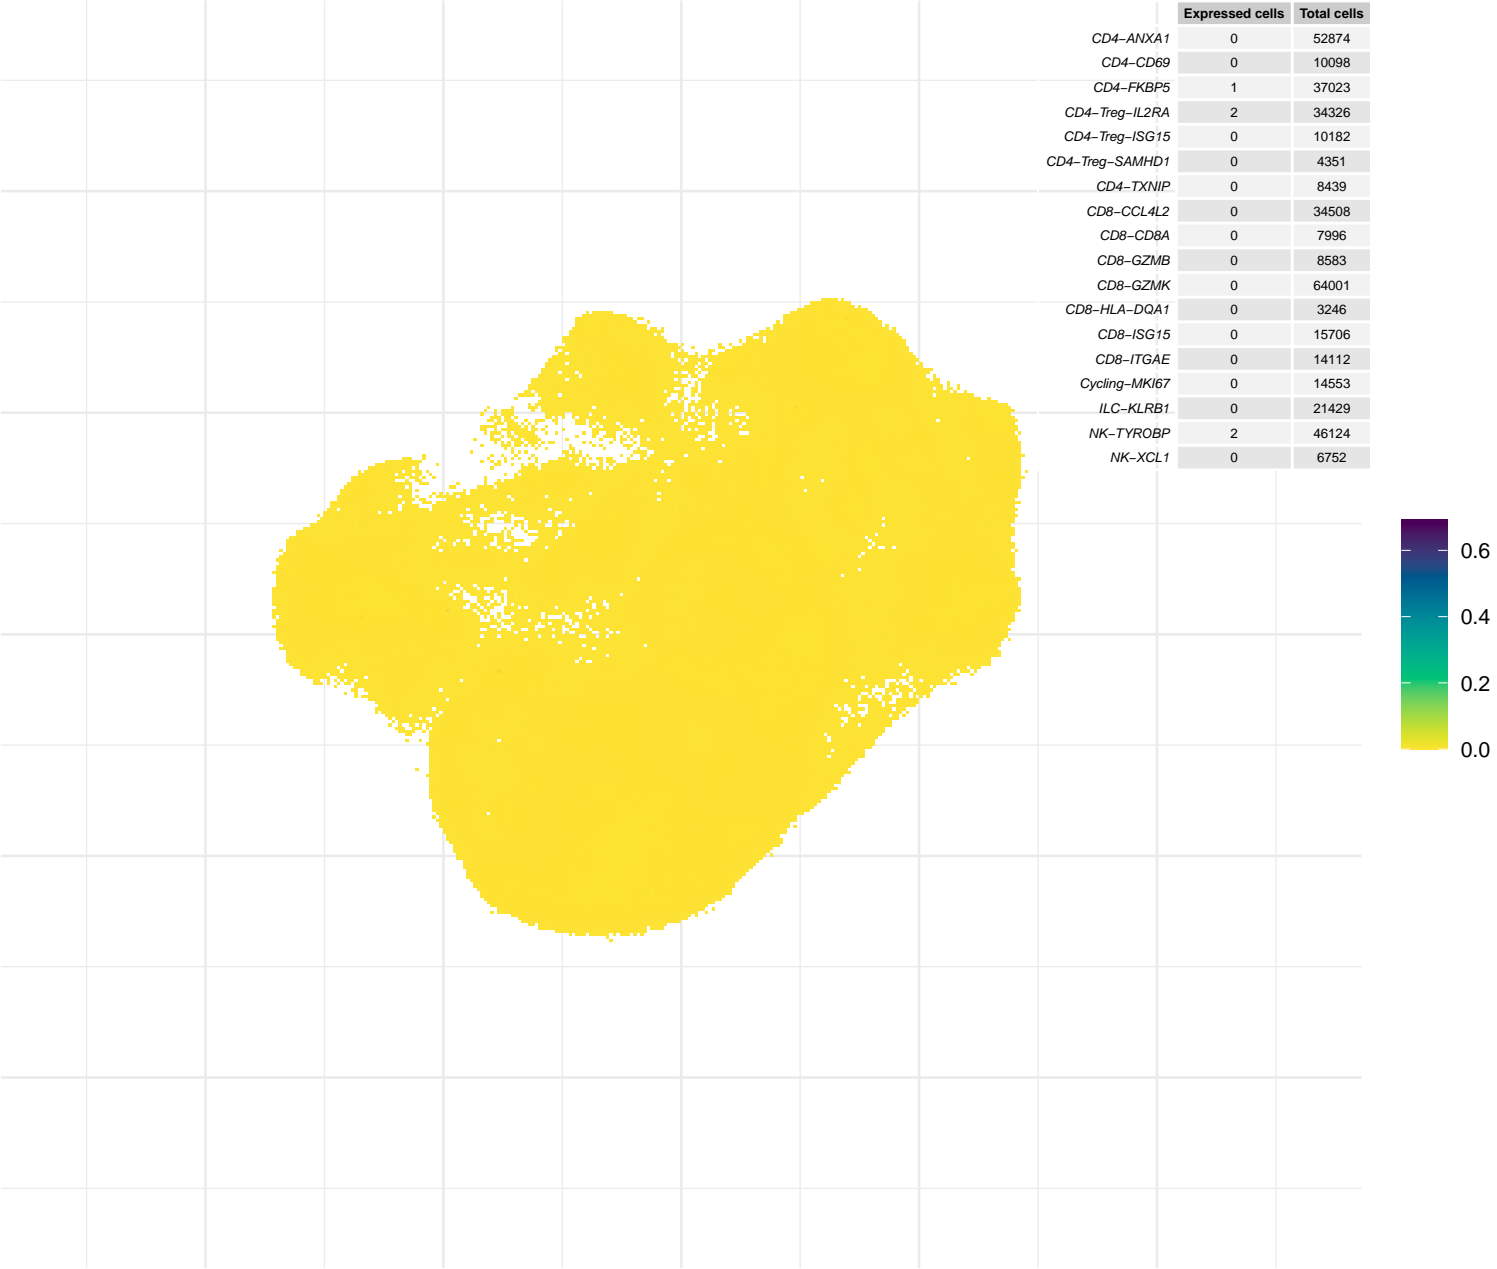 Expressed cells Total cells
CD4−ANXA1 0 52874
CD4−CD69 0 10098
CD4−FKBP5 1 37023
CD4−Treg−IL2RA 2 34326
CD4−Treg−ISG15 0 10182
CD4−Treg−SAMHD1 0 4351
CD4−TXNIP 0 8439
CD8−CCL4L2 0 34508
CD8−CD8A 0 7996
CD8−GZMB 0 8583
CD8−GZMK 0 64001
CD8−HLA−DQA1 0 3246
CD8−ISG15 0 15706
CD8−ITGAE 0 14112
Cycling−MKI67 0 14553
ILC−KLRB1 0 21429
NK−TYROBP 2 46124
NK−XCL1 0 6752
0.6
0.4
0.2
0.0